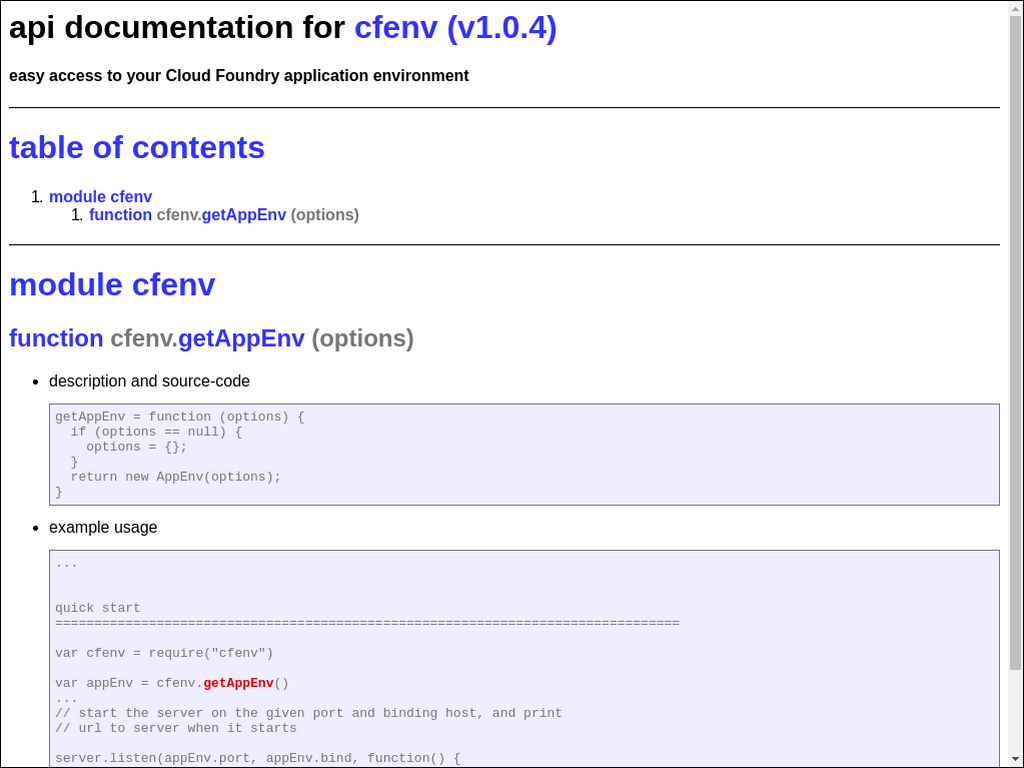 api documentation for cfenv (v1.0.4)
easy access to your Cloud Foundry application environment
table of contents
1. module cfenv
1. function cfenv.getAppEnv (options)
module cfenv
function cfenv.getAppEnv (options)
• description and source-code
getAppEnv = function (options) {
  if (options == null) {
    options = {};
  }
  return new AppEnv(options);
}
• example usage
...
quick start
================================================================================
var cfenv = require("cfenv")
var appEnv = cfenv.getAppEnv()
...
// start the server on the given port and binding host, and print
// url to server when it starts
server.listen(appEnv.port, appEnv.bind, function() {